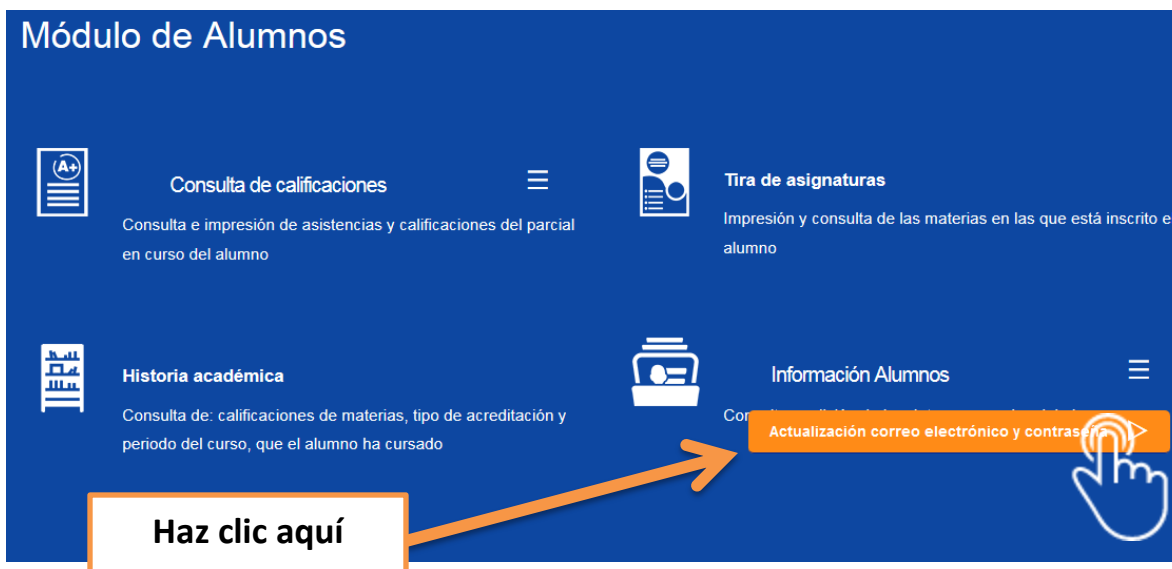 Módulo de Alumnos
A+
Consulta de calificaciones
Consulta e impresión de asistencias y calificaciones del parcial
en curso del alumno
Tira de asignaturas
Impresión y consulta de las materias en las que está inscrito e
alumno
Historia académica
Consulta de: calificaciones de materias, tipo de acreditación y
periodo del curso, que el alumno ha cursado
Información Alumnos
Actualización correo electrónico y contraseña
Haz clic aquí